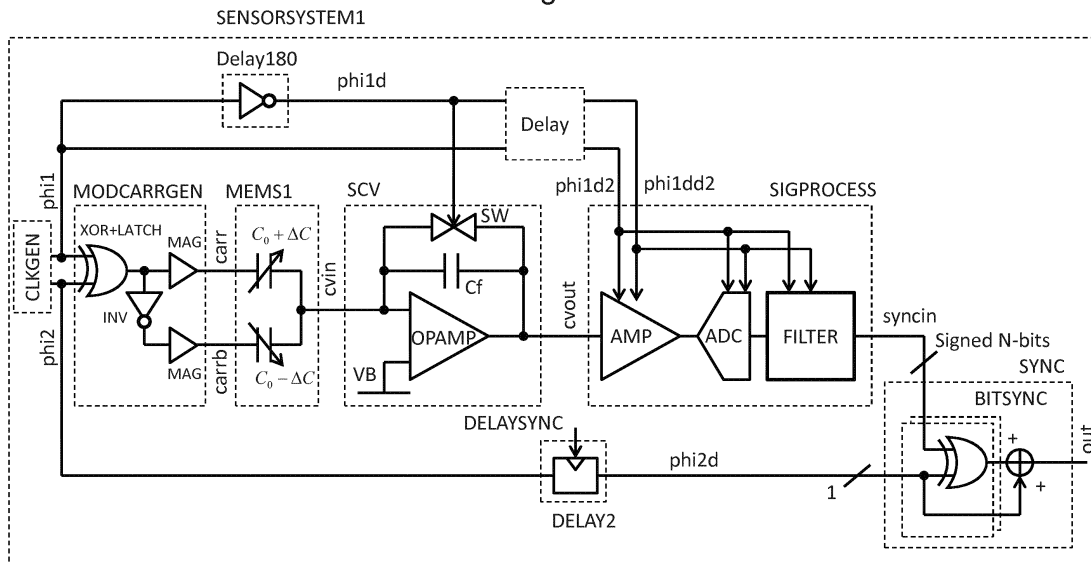 SENSORSYSTEM1
Delay180
phi1d
Delay
phi1
phi1d2
phi1dd2
MODCARRGEN
MEMS1
SCV
SIGPROCESS
XOR+LATCH
MAG
carr
C₀ + ΔC
SW
CLKGEN
cvin
Cf
cvout
INV
OPAMP
AMP
ADC
FILTER
syncin
phi2
MAG
carrb
C₀ − ΔC
VB
Signed N-bits
SYNC
BITSYNC
DELAYSYNC
phi2d
1
+
+
out
DELAY2